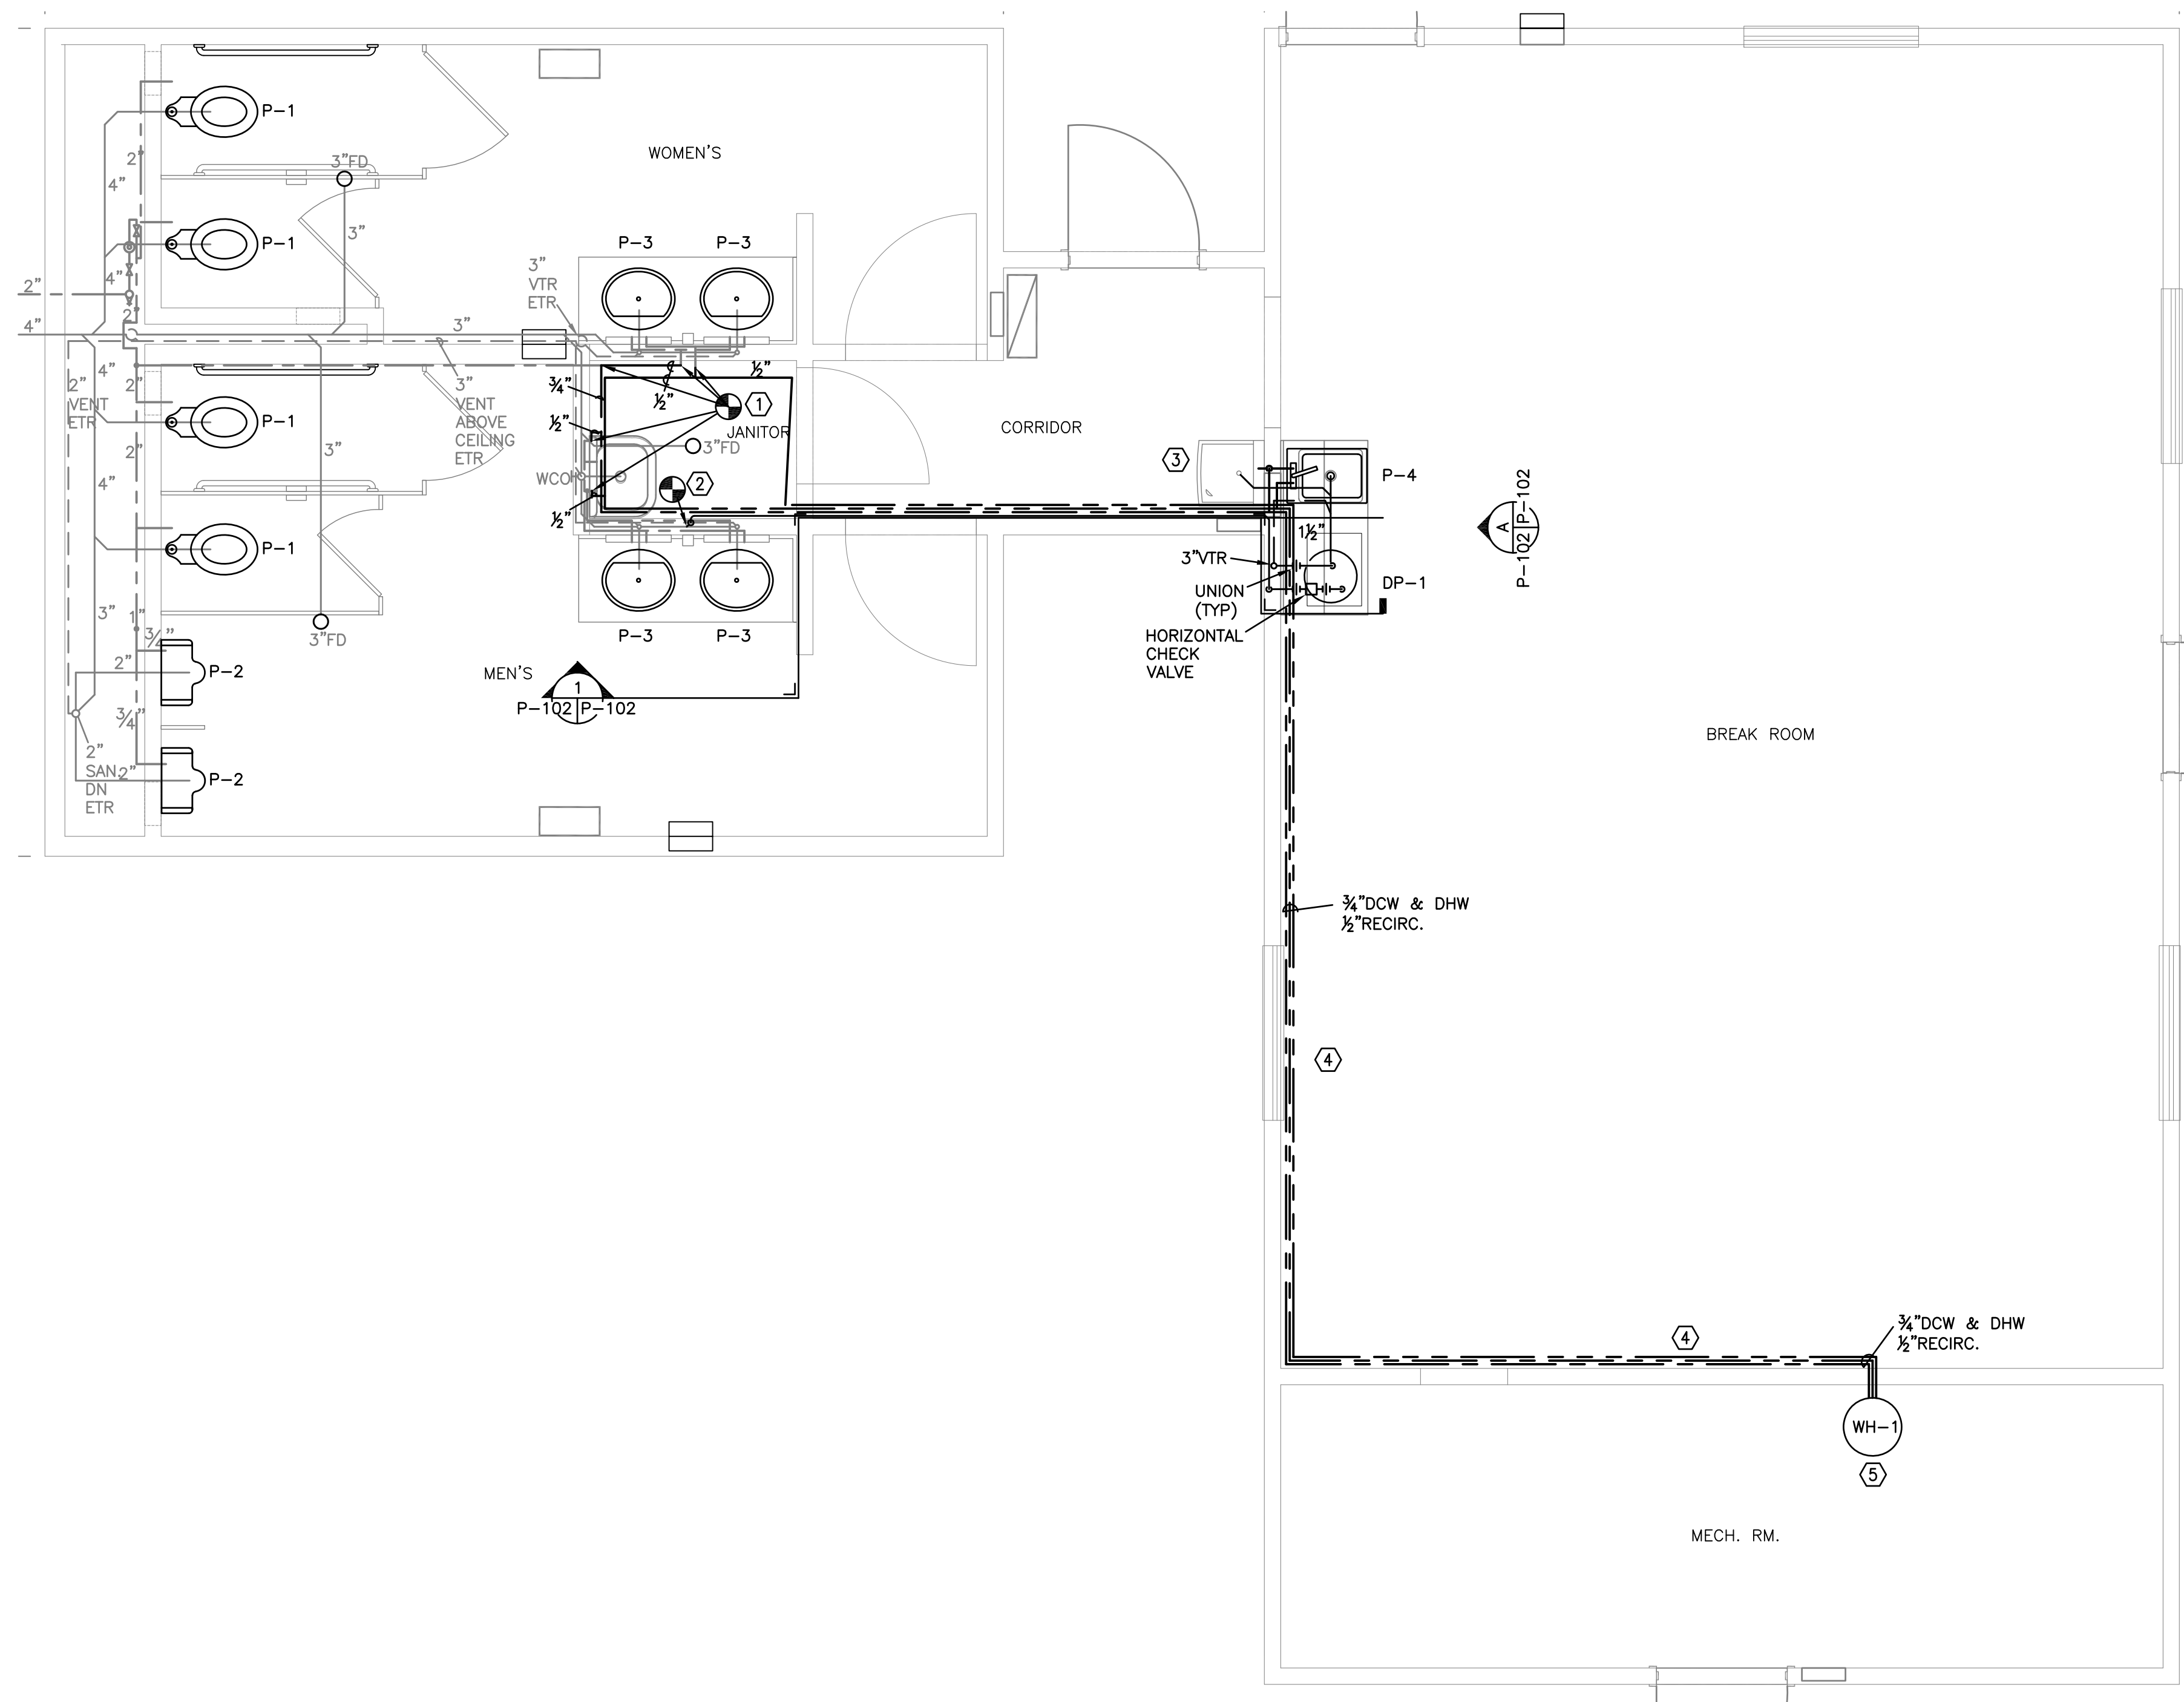 P-1
2"
3"FD
4"
WOMEN'S
3"
P-1
P-3
P-3
3"
VTR
ETR
4"
2"
2"
4"
3"
4"
2"
2"
VENT
ETR
3"
VENT
ABOVE
CEILING
ETR
3/4"
1/2"
1/2"
1
JANITOR
1/2"
P-1
CORRIDOR
2"
3"
3"FD
WCO
4"
2
3
P-4
1/2"
A
P-102
P-102
P-1
1 1/2"
3"VTR
UNION
(TYP)
DP-1
HORIZONTAL
CHECK
VALVE
3"
1"
3/4"
3"FD
P-3
P-3
2"
P-2
MEN'S
1
P-102
P-102
3/4"
2"
SAN.
DN
ETR
2"
P-2
BREAK ROOM
3/4"DCW & DHW
1/2"RECIRC.
4
4
3/4"DCW & DHW
1/2"RECIRC.
WH-1
5
MECH. RM.